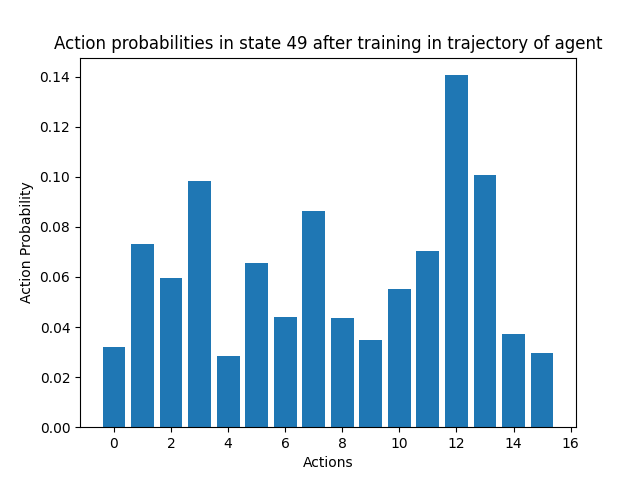 Action probabilities in state 49 after training in trajectory of agent
0.14
0.12
0.10
0.08
0.06
0.04
0.02
0.00
Action Probability
0 2 4 6 8 10 12 14 16
Actions